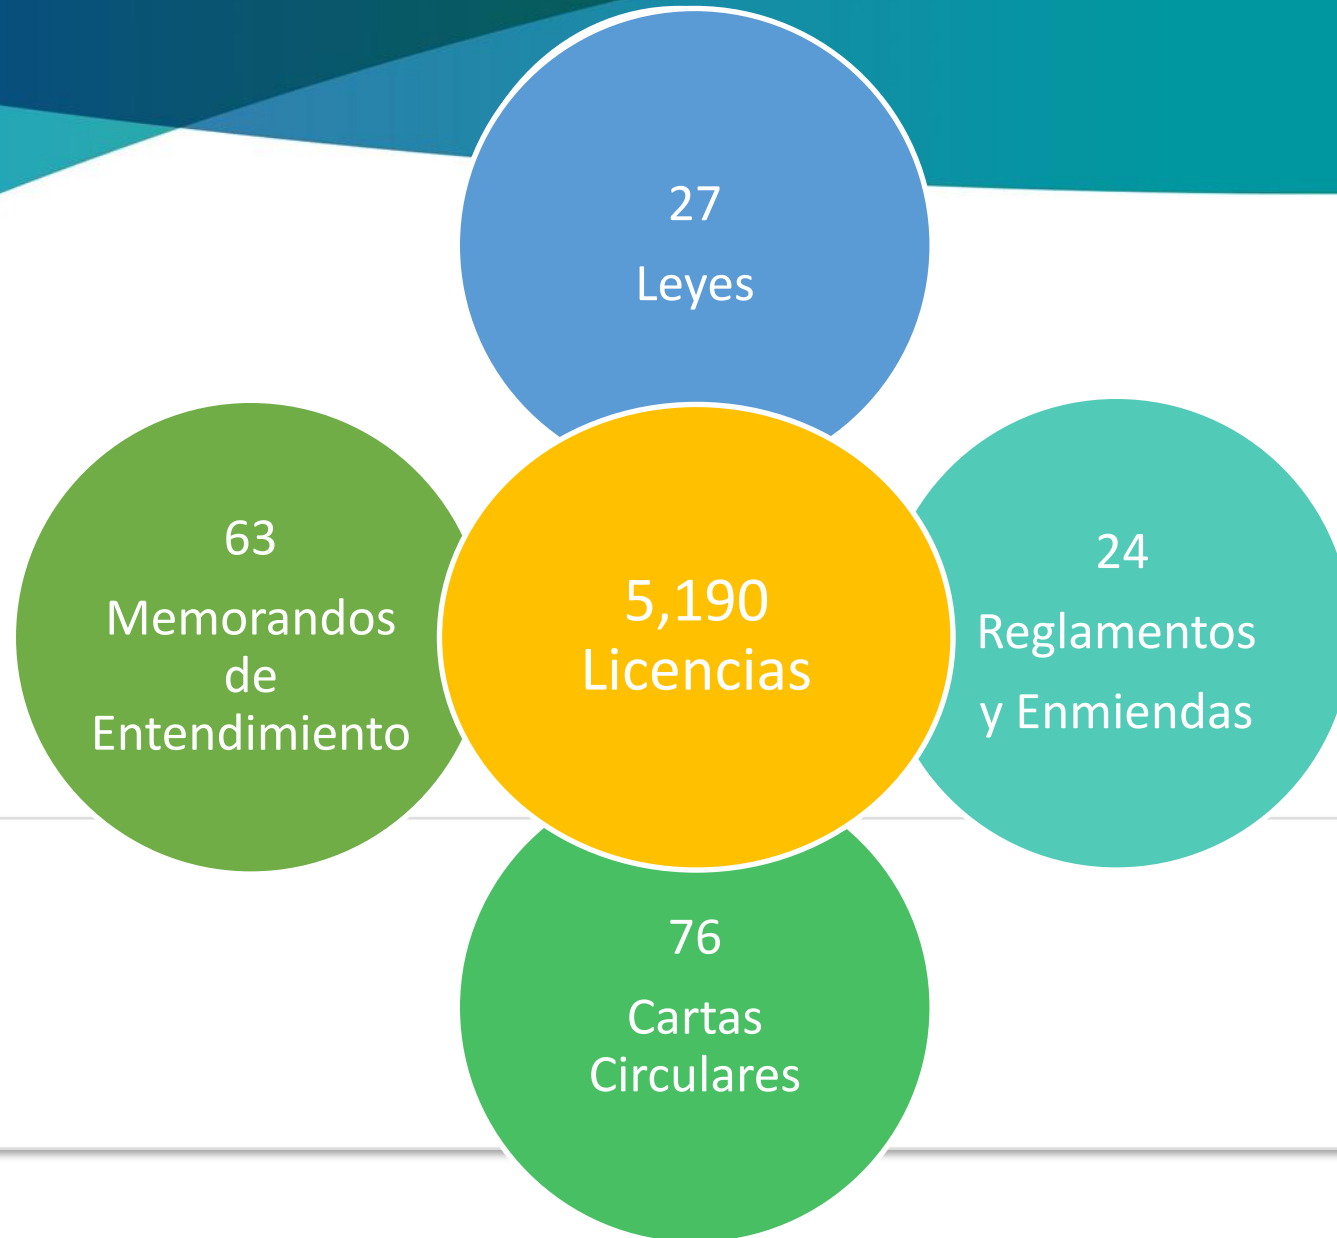 27
Leyes
63
Memorandos
de
Entendimiento
5,190
Licencias
24
Reglamentos
y Enmiendas
76
Cartas
Circulares